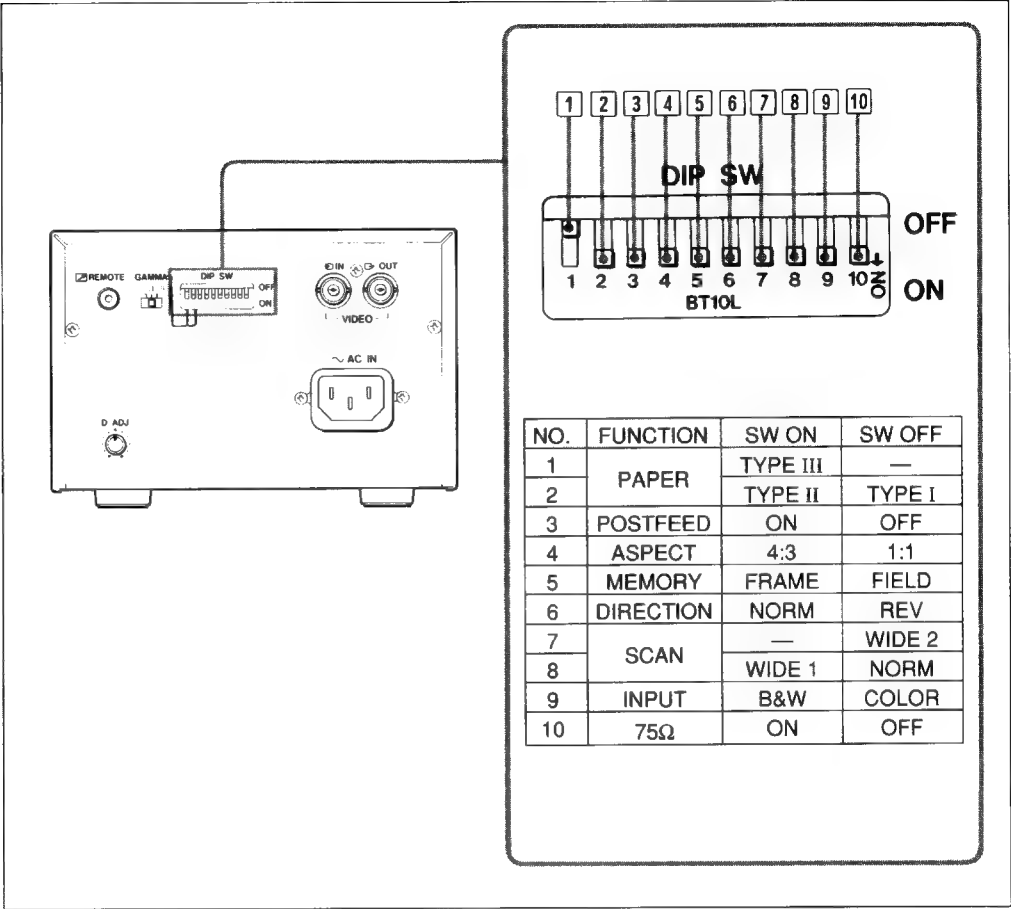 1 2 3 4 5 6 7 8 9 10
DIP SW
OFF
1 2 3 4 5 6 7 8 9 10 NO
BT10L
ON
REMOTE GAMMA DIP SW OFF ON
IN OUT
VIDEO
AC IN
D ADJ
NO. FUNCTION SW ON SW OFF
1 PAPER TYPE III —
2 TYPE II TYPE I
3 POSTFEED ON OFF
4 ASPECT 4:3 1:1
5 MEMORY FRAME FIELD
6 DIRECTION NORM REV
7 SCAN — WIDE 2
8 WIDE 1 NORM
9 INPUT B&W COLOR
10 75Ω ON OFF